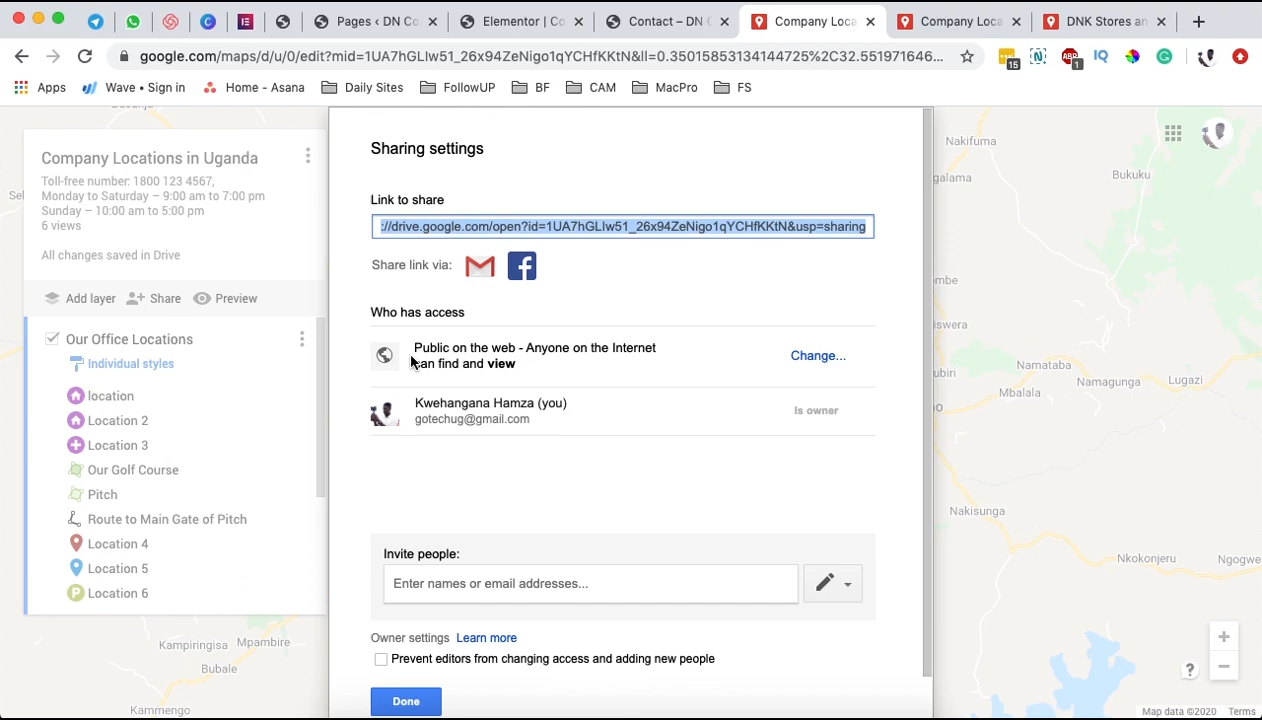 Pages < DN Co
Elementor | Co
Contact – DN C
Company Loca
Company Loca
DNK Stores an
google.com/maps/d/u/0/edit?mid=1UA7hGLIw51_26x94ZeNigo1qYCHfKKtN&ll=0.35015853134144725%2C32.551971646...
15
1
Apps
Wave • Sign in
Home - Asana
Daily Sites
FollowUP
BF
CAM
MacPro
FS
Company Locations in Uganda
Toll-free number: 1800 123 4567,
Monday to Saturday – 9:00 am to 7:00 pm
Sunday – 10:00 am to 5:00 pm
6 views
All changes saved in Drive
Add layer
Share
Preview
Our Office Locations
Individual styles
location
Location 2
Location 3
Our Golf Course
Pitch
Route to Main Gate of Pitch
Location 4
Location 5
Location 6
Sharing settings
Link to share
://drive.google.com/open?id=1UA7hGLIw51_26x94ZeNigo1qYCHfKKtN&usp=sharing
Share link via:
Who has access
Public on the web - Anyone on the Internet
can find and view
Change...
Kwehangana Hamza (you)
gotechug@gmail.com
Is owner
Invite people:
Enter names or email addresses...
Owner settings Learn more
Prevent editors from changing access and adding new people
Done
Nakifuma
Bukuku
Namataba
Namagunga
Lugazi
Mbalala
Nakisunga
Nkokonjeru
Ngogwe
Kampiringisa
Mpambire
Bubale
Kammengo
Map data ©2020
Terms